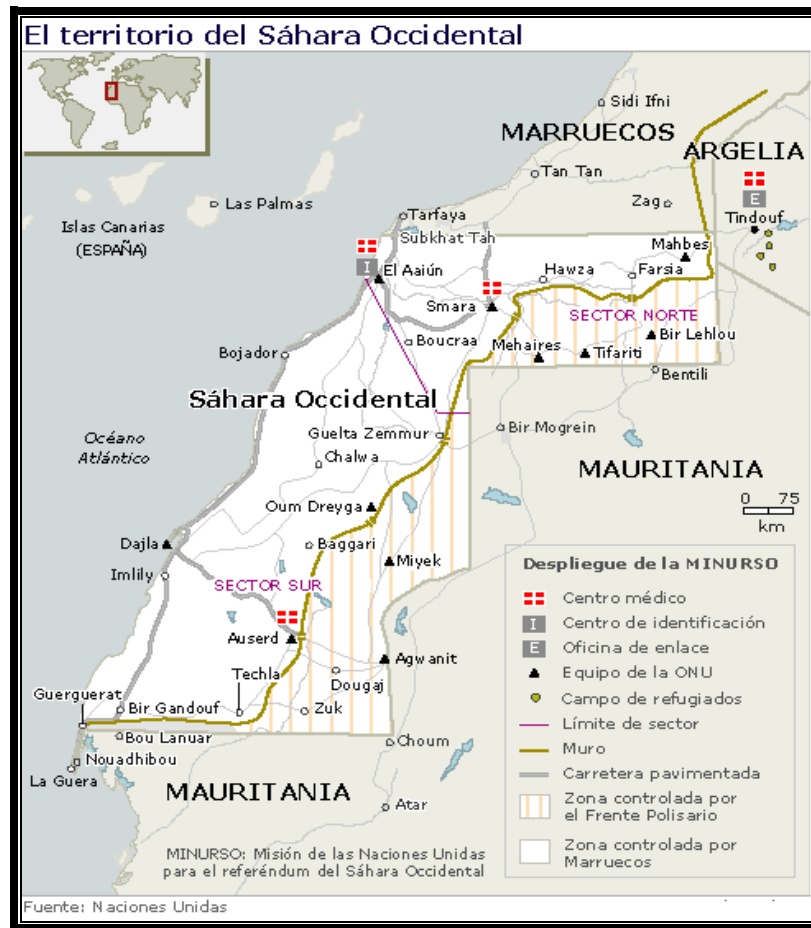 El territorio del Sáhara Occidental
Sidi Ifni
MARRUECOS
ARGELIA
Tan Tan
Zag
Tindouf
E
Las Palmas
Islas Canarias
(ESPAÑA)
Tarfaya
Subkhat Tah
Mahbes
I
El Aaiún
Hawza
Farsia
Smara
SECTOR NORTE
Boucraa
Mehaires
Tifariti
Bir Lehlou
Bojador
Bentili
Sáhara Occidental
Océano
Atlántico
Guelta Zemmur
Bir Mogrein
Chalwa
MAURITANIA
0 75
km
Oum Dreyga
Dajla
Baggari
Miyek
Imlily
SECTOR SUR
Auserd
Agwanit
Techla
Dougaj
Guerguerat
Bir Gandouf
Zuk
Bou Lanuar
Choum
Nouadhibou
La Guera
MAURITANIA
Atar
Despliegue de la MINURSO
Centro médico
I Centro de identificación
E Oficina de enlace
Equipo de la ONU
Campo de refugiados
Límite de sector
Muro
Carretera pavimentada
Zona controlada por
el Frente Polisario
Zona controlada por
Marruecos
MINURSO: Misión de las Naciones Unidas
para el referéndum del Sáhara Occidental
Fuente: Naciones Unidas